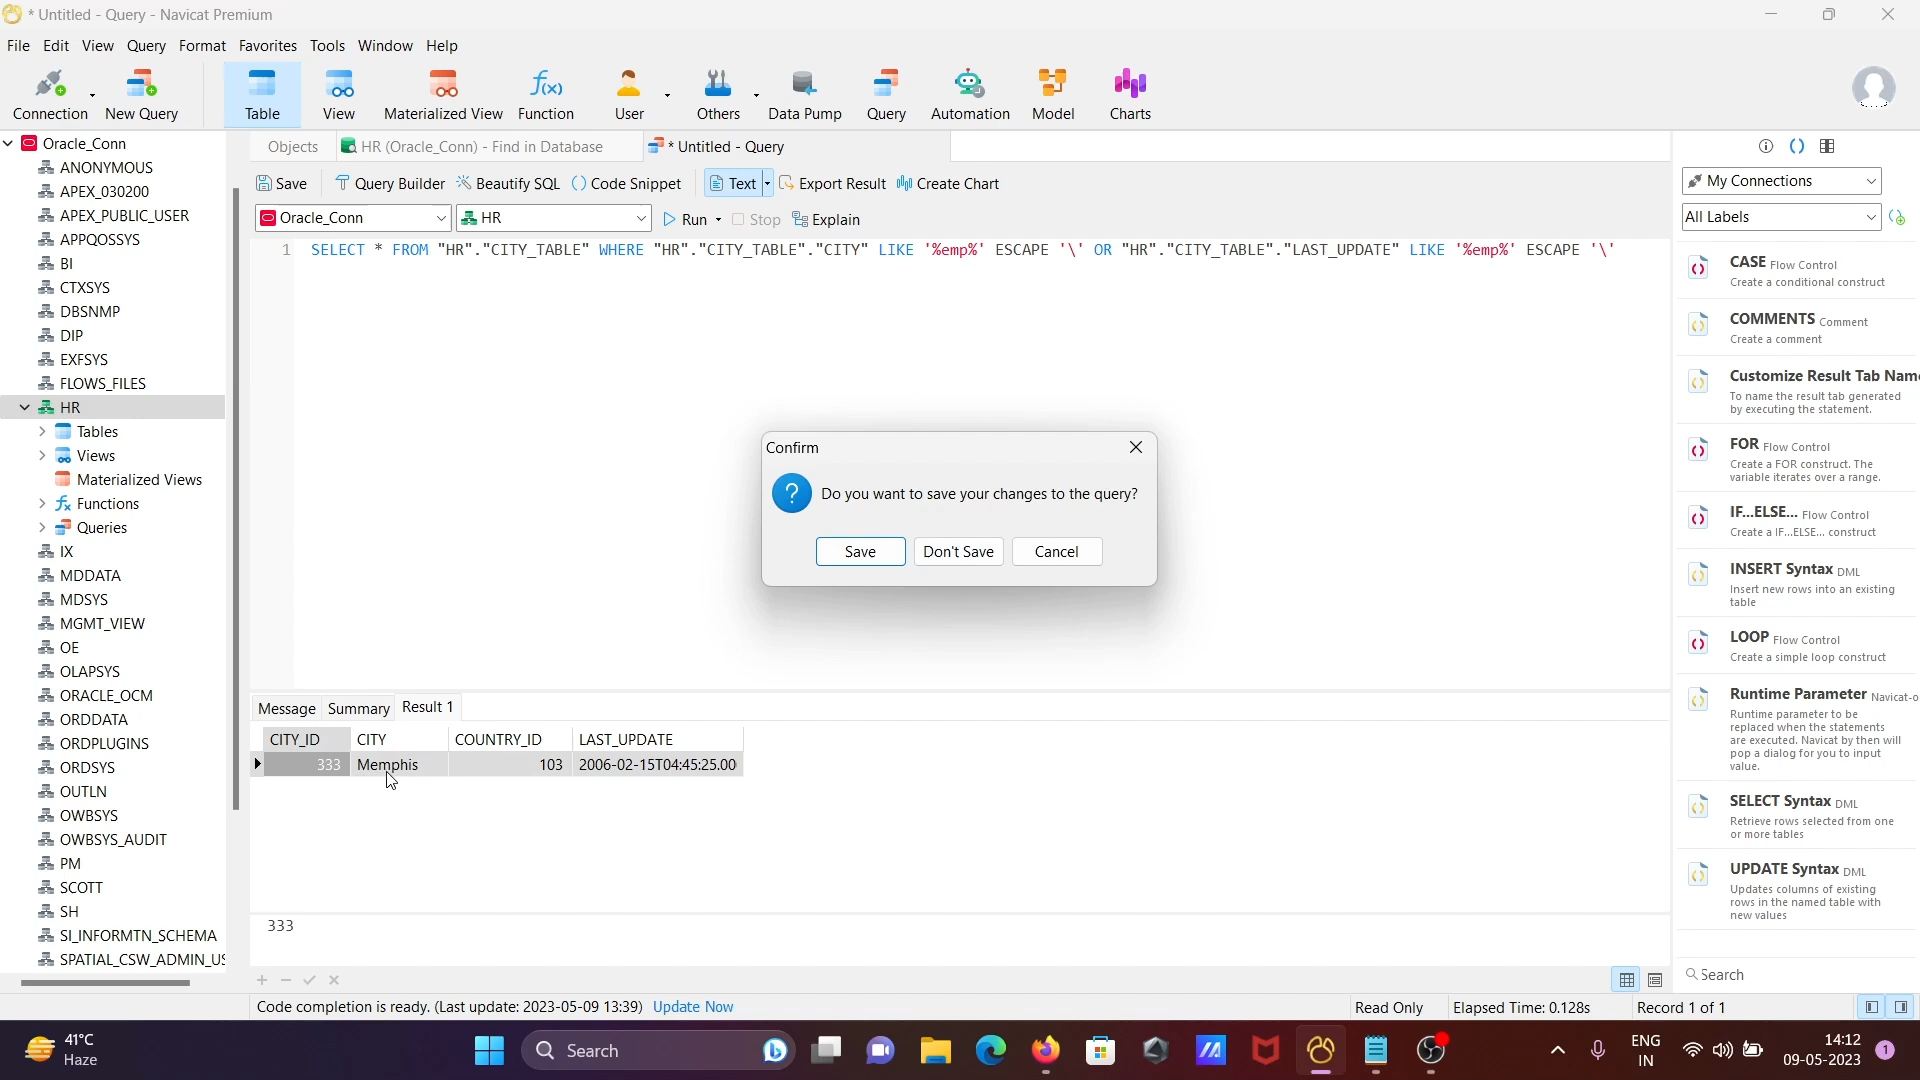 * Untitled - Query - Navicat Premium
File Edit View Query Format Favorites Tools Window Help
Connection New Query Table View Materialized View Function User Others Data Pump Query Automation Model Charts
Oracle_Conn
ANONYMOUS
APEX_030200
APEX_PUBLIC_USER
APPQOSSYS
BI
CTXSYS
DBSNMP
DIP
EXFSYS
FLOWS_FILES
HR
Tables
Views
Materialized Views
Functions
Queries
IX
MDDATA
MDSYS
MGMT_VIEW
OE
OLAPSYS
ORACLE_OCM
ORDDATA
ORDPLUGINS
ORDSYS
OUTLN
OWBSYS
OWBSYS_AUDIT
PM
SCOTT
SH
SI_INFORMTN_SCHEMA
SPATIAL_CSW_ADMIN_US
Objects HR (Oracle_Conn) - Find in Database * Untitled - Query
Save Query Builder Beautify SQL Code Snippet Text Export Result Create Chart
Oracle_Conn HR Run Stop Explain
1 SELECT * FROM "HR"."CITY_TABLE" WHERE "HR"."CITY_TABLE"."CITY" LIKE '%emp%' ESCAPE '\' OR "HR"."CITY_TABLE"."LAST_UPDATE" LIKE '%emp%' ESCAPE '\'
Confirm
Do you want to save your changes to the query?
Save Don't Save Cancel
Message Summary Result 1
CITY_ID CITY COUNTRY_ID LAST_UPDATE
333 Memphis 103 2006-02-15T04:45:25.00
333
Code completion is ready. (Last update: 2023-05-09 13:39) Update Now
Read Only Elapsed Time: 0.128s Record 1 of 1
My Connections
All Labels
CASE Flow Control
Create a conditional construct
COMMENTS Comment
Create a comment
Customize Result Tab Name
To name the result tab generated
by executing the statement.
FOR Flow Control
Create a FOR construct. The
variable iterates over a range.
IF...ELSE... Flow Control
Create a IF...ELSE... construct
INSERT Syntax DML
Insert new rows into an existing
table
LOOP Flow Control
Create a simple loop construct
Runtime Parameter Navicat-o
Runtime parameter to be
replaced when the statements
are executed. Navicat by then will
pop a dialog for you to input
value.
SELECT Syntax DML
Retrieve rows selected from one
or more tables
UPDATE Syntax DML
Updates columns of existing
rows in the named table with
new values
Search
41°C
Haze
Search
ENG
IN
14:12
09-05-2023
1